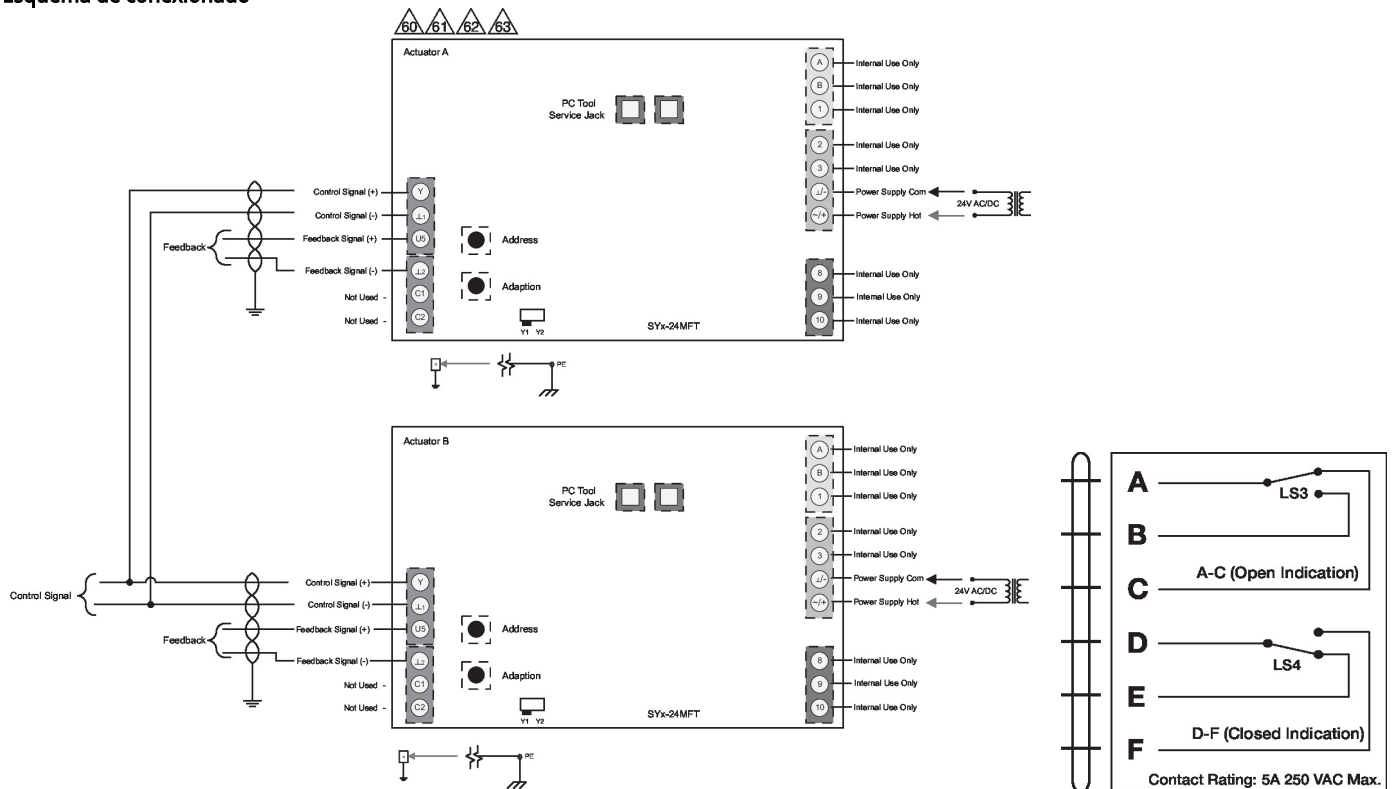 Esquema de conexionado
60 61 62 63
Actuator A
PC Tool
Service Jack
A Internal Use Only
B Internal Use Only
1 Internal Use Only
2 Internal Use Only
3 Internal Use Only
⊥/- Power Supply Com
~/+ Power Supply Hot
24V AC/DC
8 Internal Use Only
9 Internal Use Only
10 Internal Use Only
Control Signal (+) Y
Control Signal (-) ⊥1
Feedback Signal (+) U5
Feedback Signal (-) ⊥2
Not Used - C1
Not Used - C2
Feedback
Address
Adaption
Y1 Y2
SYx-24MFT
PE
Actuator B
PC Tool
Service Jack
A Internal Use Only
B Internal Use Only
1 Internal Use Only
2 Internal Use Only
3 Internal Use Only
⊥/- Power Supply Com
~/+ Power Supply Hot
24V AC/DC
8 Internal Use Only
9 Internal Use Only
10 Internal Use Only
Control Signal
Control Signal (+) Y
Control Signal (-) ⊥1
Feedback Signal (+) U5
Feedback Signal (-) ⊥2
Not Used - C1
Not Used - C2
Feedback
Address
Adaption
Y1 Y2
SYx-24MFT
PE
A
LS3
B
A-C (Open Indication)
C
D
LS4
E
D-F (Closed Indication)
F
Contact Rating: 5A 250 VAC Max.